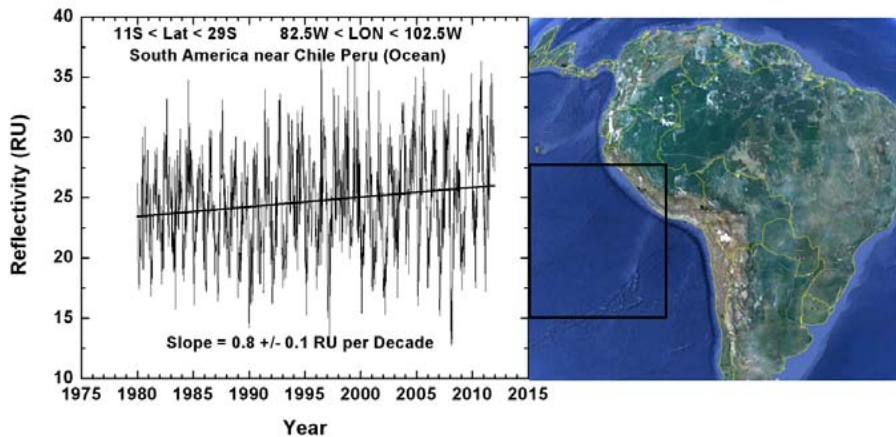 40
35
30
25
20
15
10
Reflectivity (RU)
11S < Lat < 29S 82.5W < LON < 102.5W
South America near Chile Peru (Ocean)
Slope = 0.8 +/- 0.1 RU per Decade
1975 1980 1985 1990 1995 2000 2005 2010 2015
Year